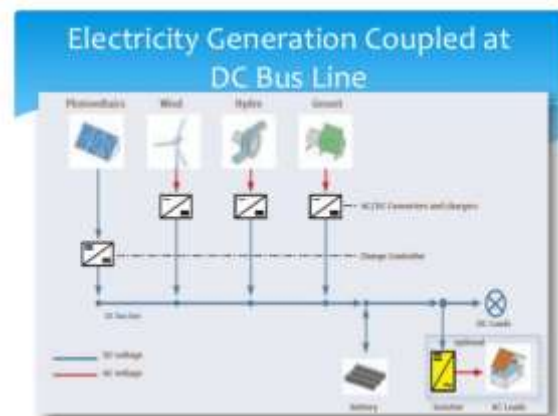 Electricity Generation Coupled at
DC Bus Line
Photovoltaics Wind Hydro Genset
AC/DC Converters and chargers
Charge Controller
DC bus line
DC Loads
optional
DC voltage
AC voltage
Battery Inverter AC Loads